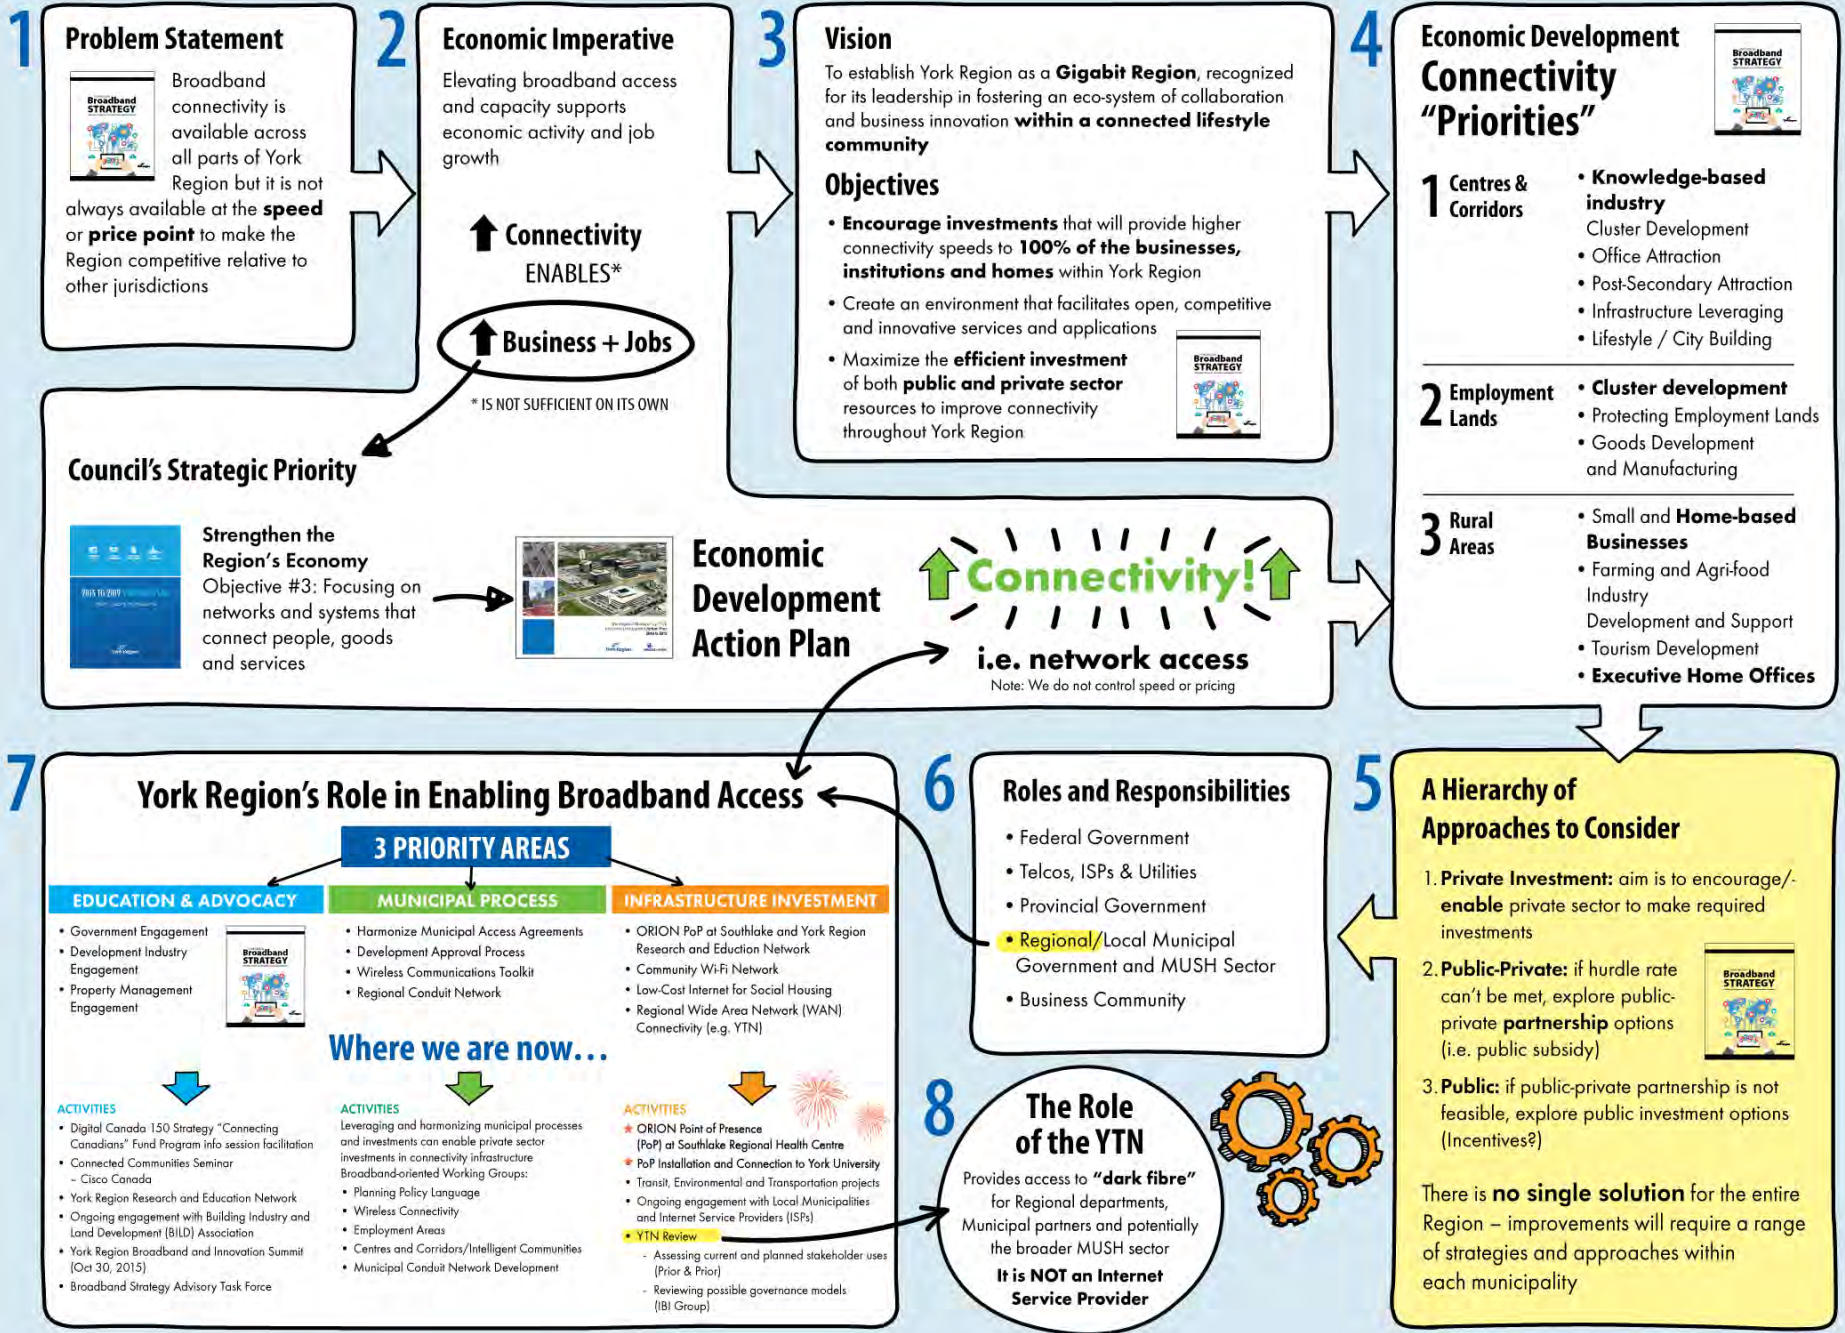 1
Problem Statement
Broadband
STRATEGY
Broadband
connectivity is
available across
all parts of York
Region but it is not
always available at the speed
or price point to make the
Region competitive relative to
other jurisdictions
2
Economic Imperative
Elevating broadband access
and capacity supports
economic activity and job
growth
Connectivity
ENABLES*
Business + Jobs
* IS NOT SUFFICIENT ON ITS OWN
Council's Strategic Priority
Strengthen the
Region's Economy
Objective #3: Focusing on
networks and systems that
connect people, goods
and services
Economic
Development
Action Plan
Connectivity!
i.e. network access
Note: We do not control speed or pricing
3
Vision
To establish York Region as a Gigabit Region, recognized
for its leadership in fostering an eco-system of collaboration
and business innovation within a connected lifestyle
community
Objectives
• Encourage investments that will provide higher
connectivity speeds to 100% of the businesses,
institutions and homes within York Region
• Create an environment that facilitates open, competitive
and innovative services and applications
• Maximize the efficient investment
of both public and private sector
resources to improve connectivity
throughout York Region
Broadband
STRATEGY
4
Economic Development
Connectivity
"Priorities"
Broadband
STRATEGY
1 Centres &
Corridors
• Knowledge-based
industry
Cluster Development
• Office Attraction
• Post-Secondary Attraction
• Infrastructure Leveraging
• Lifestyle / City Building
2 Employment
Lands
• Cluster development
• Protecting Employment Lands
• Goods Development
and Manufacturing
3 Rural
Areas
• Small and Home-based
Businesses
• Farming and Agri-food
Industry
Development and Support
• Tourism Development
• Executive Home Offices
5
A Hierarchy of
Approaches to Consider
1. Private Investment: aim is to encourage/-
enable private sector to make required
investments
2. Public-Private: if hurdle rate
can't be met, explore public-
private partnership options
(i.e. public subsidy)
Broadband
STRATEGY
3. Public: if public-private partnership is not
feasible, explore public investment options
(Incentives?)
There is no single solution for the entire
Region – improvements will require a range
of strategies and approaches within
each municipality
6
Roles and Responsibilities
• Federal Government
• Telcos, ISPs & Utilities
• Provincial Government
• Regional/Local Municipal
Government and MUSH Sector
• Business Community
7
York Region's Role in Enabling Broadband Access
3 PRIORITY AREAS
EDUCATION & ADVOCACY
• Government Engagement
• Development Industry
Engagement
• Property Management
Engagement
Broadband
STRATEGY
MUNICIPAL PROCESS
• Harmonize Municipal Access Agreements
• Development Approval Process
• Wireless Communications Toolkit
• Regional Conduit Network
INFRASTRUCTURE INVESTMENT
• ORION PoP at Southlake and York Region
Research and Eduction Network
• Community Wi-Fi Network
• Low-Cost Internet for Social Housing
• Regional Wide Area Network (WAN)
Connectivity (e.g. YTN)
Where we are now...
ACTIVITIES
• Digital Canada 150 Strategy "Connecting
Canadians" Fund Program info session facilitation
• Connected Communities Seminar
– Cisco Canada
• York Region Research and Education Network
• Ongoing engagement with Building Industry and
Land Development (BILD) Association
• York Region Broadband and Innovation Summit
(Oct 30, 2015)
• Broadband Strategy Advisory Task Force
ACTIVITIES
Leveraging and harmonizing municipal processes
and investments can enable private sector
investments in connectivity infrastructure
Broadband-oriented Working Groups:
• Planning Policy Language
• Wireless Connectivity
• Employment Areas
• Centres and Corridors/Intelligent Communities
• Municipal Conduit Network Development
ACTIVITIES
★ ORION Point of Presence
(PoP) at Southlake Regional Health Centre
★ PoP Installation and Connection to York University
• Transit, Environmental and Transportation projects
• Ongoing engagement with Local Municipalities
and Internet Service Providers (ISPs)
• YTN Review
- Assessing current and planned stakeholder uses
(Prior & Prior)
- Reviewing possible governance models
(IBI Group)
8
The Role
of the YTN
Provides access to "dark fibre"
for Regional departments,
Municipal partners and potentially
the broader MUSH sector
It is NOT an Internet
Service Provider